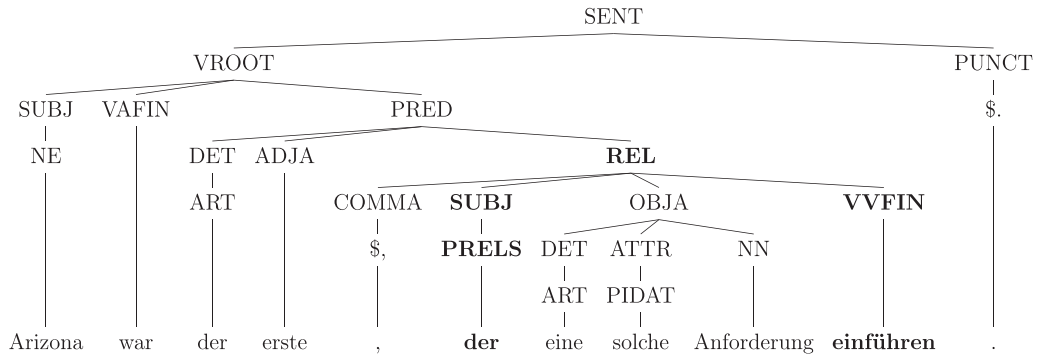 SENT
VROOT PUNCT
SUBJ VAFIN PRED $.
NE DET ADJA REL
ART COMMA SUBJ OBJA VVFIN
$, PRELS DET ATTR NN
ART PIDAT
Arizona war der erste , der eine solche Anforderung einführen .